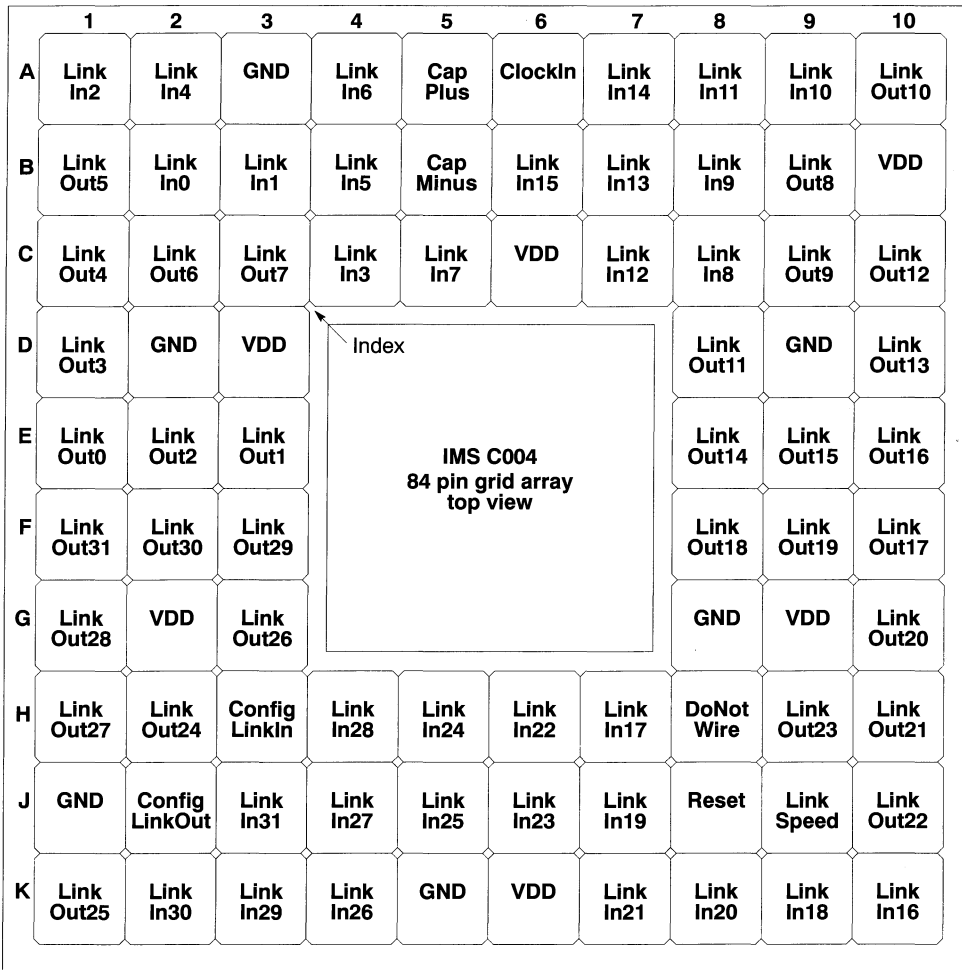 1 2 3 4 5 6 7 8 9 10
A Link In2 Link In4 GND Link In6 Cap Plus ClockIn Link In14 Link In11 Link In10 Link Out10
B Link Out5 Link In0 Link In1 Link In5 Cap Minus Link In15 Link In13 Link In9 Link Out8 VDD
C Link Out4 Link Out6 Link Out7 Link In3 Link In7 VDD Link In12 Link In8 Link Out9 Link Out12
D Link Out3 GND VDD Index Link Out11 GND Link Out13
E Link Out0 Link Out2 Link Out1 Link Out14 Link Out15 Link Out16
IMS C004
84 pin grid array
top view
F Link Out31 Link Out30 Link Out29 Link Out18 Link Out19 Link Out17
G Link Out28 VDD Link Out26 GND VDD Link Out20
H Link Out27 Link Out24 Config LinkIn Link In28 Link In24 Link In22 Link In17 DoNot Wire Link Out23 Link Out21
J GND Config LinkOut Link In31 Link In27 Link In25 Link In23 Link In19 Reset Link Speed Link Out22
K Link Out25 Link In30 Link In29 Link In26 GND VDD Link In21 Link In20 Link In18 Link In16